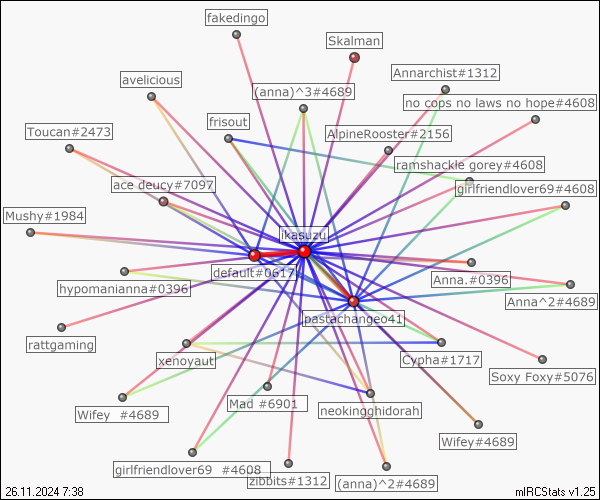 fakedingo
Skalman
avelicious
Annarchist#1312
(anna)^3#4689
no cops no laws no hope#4608
frisout
Toucan#2473
AlpineRooster#2156
ramshackle gorey#4608
ace deucy#7097
girlfriendlover69#4608
Mushy#1984
ikasuzu
default#0617
hypomanianna#0396
Anna.#0396
Anna^2#4689
pastachangeo41
rattgaming
xenoyaut
Cypha#1717
Soxy Foxy#5076
Mad #6901
neokingghidorah
Wifey #4689
Wifey#4689
girlfriendlover69 #4608
zibbits#1312
(anna)^2#4689
26.11.2024 7:38
mIRCStats v1.25